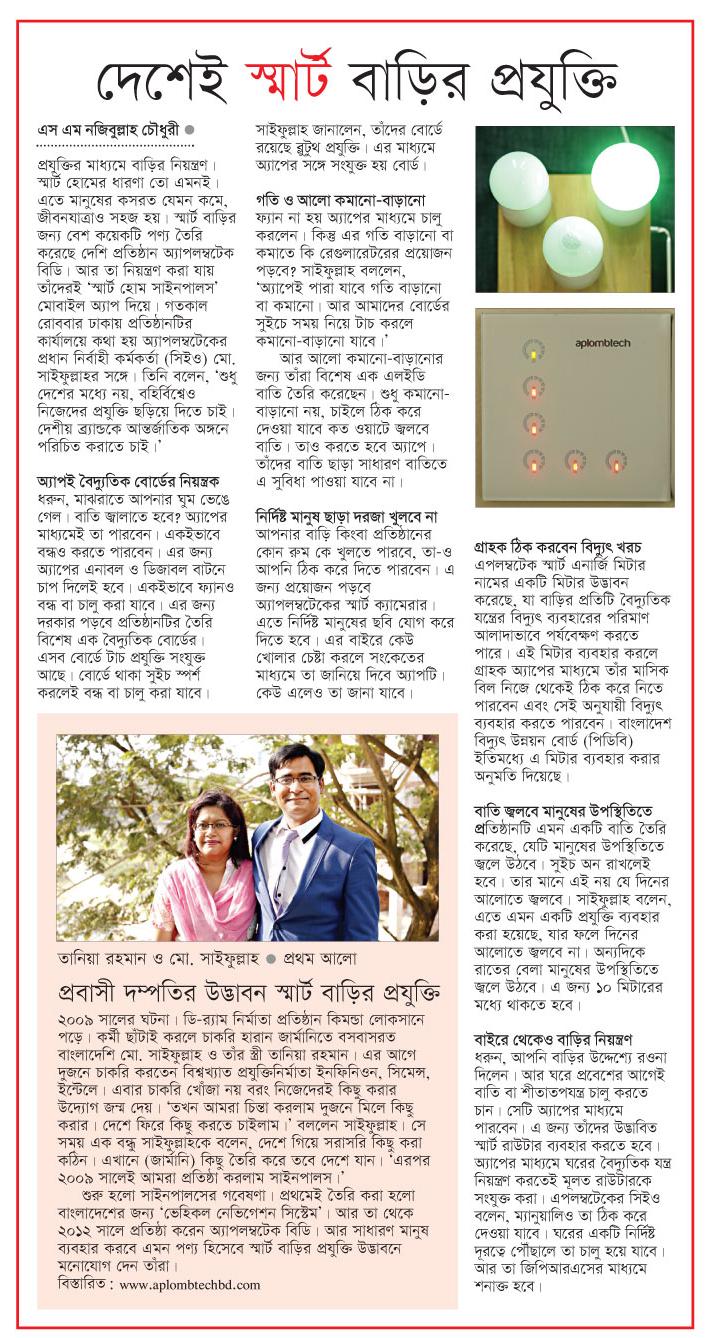 দেশেই স্মার্ট বাড়ির প্রযুক্তি
এস এম নজিবুল্লাহ চৌধুরী ●
প্রযুক্তির মাধ্যমে বাড়ির নিয়ন্ত্রণ।
স্মার্ট হোমের ধারণা তো এমনই।
এতে মানুষের কসরত যেমন কমে,
জীবনযাত্রাও সহজ হয়। স্মার্ট বাড়ির
জন্য বেশ কয়েকটি পণ্য তৈরি
করেছে দেশি প্রতিষ্ঠান অ্যাপলম্বটেক
বিডি। আর তা নিয়ন্ত্রণ করা যায়
তাঁদেরই ‘স্মার্ট হোম সাইনপালস’
মোবাইল অ্যাপ দিয়ে। গতকাল
রোববার ঢাকায় প্রতিষ্ঠানটির
কার্যালয়ে কথা হয় অ্যাপলম্বটেকের
প্রধান নির্বাহী কর্মকর্তা (সিইও) মো.
সাইফুল্লাহর সঙ্গে। তিনি বলেন, ‘শুধু
দেশের মধ্যে নয়, বহির্বিশ্বেও
নিজেদের প্রযুক্তি ছড়িয়ে দিতে চাই।
দেশীয় ব্র্যান্ডকে আন্তর্জাতিক অঙ্গনে
পরিচিত করাতে চাই।’
অ্যাপই বৈদ্যুতিক বোর্ডের নিয়ন্ত্রক
ধরুন, মাঝরাতে আপনার ঘুম ভেঙে
গেল। বাতি জ্বালাতে হবে? অ্যাপের
মাধ্যমেই তা পারবেন। একইভাবে
বন্ধও করতে পারবেন। এর জন্য
অ্যাপের এনাবল ও ডিজাবল বাটনে
চাপ দিলেই হবে। একইভাবে ফ্যানও
বন্ধ বা চালু করা যাবে। এর জন্য
দরকার পড়বে প্রতিষ্ঠানটির তৈরি
বিশেষ এক বৈদ্যুতিক বোর্ডের।
এসব বোর্ডে টাচ প্রযুক্তি সংযুক্ত
আছে। বোর্ডে থাকা সুইচ স্পর্শ
করলেই বন্ধ বা চালু করা যাবে।
সাইফুল্লাহ জানালেন, তাঁদের বোর্ডে
রয়েছে ব্লুটুথ প্রযুক্তি। এর মাধ্যমে
অ্যাপের সঙ্গে সংযুক্ত হয় বোর্ড।
গতি ও আলো কমানো-বাড়ানো
ফ্যান না হয় অ্যাপের মাধ্যমে চালু
করলেন। কিন্তু এর গতি বাড়ানো বা
কমাতে কি রেগুলারেটরের প্রয়োজন
পড়বে? সাইফুল্লাহ বললেন,
‘অ্যাপেই পারা যাবে গতি বাড়ানো
বা কমানো। আর আমাদের বোর্ডের
সুইচে সময় নিয়ে টাচ করলে
কমানো-বাড়ানো যাবে।’
আর আলো কমানো-বাড়ানোর
জন্য তাঁরা বিশেষ এক এলইডি
বাতি তৈরি করেছেন। শুধু কমানো-
বাড়ানো নয়, চাইলে ঠিক করে
দেওয়া যাবে কত ওয়াটে জ্বলবে
বাতি। তাও করতে হবে অ্যাপে।
তাঁদের বাতি ছাড়া সাধারণ বাতিতে
এ সুবিধা পাওয়া যাবে না।
নির্দিষ্ট মানুষ ছাড়া দরজা খুলবে না
আপনার বাড়ি কিংবা প্রতিষ্ঠানের
কোন রুম কে খুলতে পারবে, তা-ও
আপনি ঠিক করে দিতে পারবেন। এ
জন্য প্রয়োজন পড়বে
অ্যাপলম্বটেকের স্মার্ট ক্যামেরার।
এতে নির্দিষ্ট মানুষের ছবি যোগ করে
দিতে হবে। এর বাইরে কেউ
খোলার চেষ্টা করলে সংকেতের
মাধ্যমে তা জানিয়ে দিবে অ্যাপটি।
কেউ এলেও তা জানা যাবে।
aplombtech
গ্রাহক ঠিক করবেন বিদ্যুৎ খরচ
এপলম্বটেক স্মার্ট এনার্জি মিটার
নামের একটি মিটার উদ্ভাবন
করেছে, যা বাড়ির প্রতিটি বৈদ্যুতিক
যন্ত্রের বিদ্যুৎ ব্যবহারের পরিমাণ
আলাদাভাবে পর্যবেক্ষণ করতে
পারে। এই মিটার ব্যবহার করলে
গ্রাহক অ্যাপের মাধ্যমে তাঁর মাসিক
বিল নিজে থেকেই ঠিক করে নিতে
পারবেন এবং সেই অনুযায়ী বিদ্যুৎ
ব্যবহার করতে পারবেন। বাংলাদেশ
বিদ্যুৎ উন্নয়ন বোর্ড (পিডিবি)
ইতিমধ্যে এ মিটার ব্যবহার করার
অনুমতি দিয়েছে।
বাতি জ্বলবে মানুষের উপস্থিতিতে
প্রতিষ্ঠানটি এমন একটি বাতি তৈরি
করেছে, যেটি মানুষের উপস্থিতিতে
জ্বলে উঠবে। সুইচ অন রাখলেই
হবে। তার মানে এই নয় যে দিনের
আলোতে জ্বলবে। সাইফুল্লাহ বলেন,
এতে এমন একটি প্রযুক্তি ব্যবহার
করা হয়েছে, যার ফলে দিনের
আলোতে জ্বলবে না। অন্যদিকে
রাতের বেলা মানুষের উপস্থিতিতে
জ্বলে উঠবে। এ জন্য ১০ মিটারের
মধ্যে থাকতে হবে।
বাইরে থেকেও বাড়ির নিয়ন্ত্রণ
ধরুন, আপনি বাড়ির উদ্দেশ্যে রওনা
দিলেন। আর ঘরে প্রবেশের আগেই
বাতি বা শীতাতপযন্ত্র চালু করতে
চান। সেটি অ্যাপের মাধ্যমে
পারবেন। এ জন্য তাঁদের উদ্ভাবিত
স্মার্ট রাউটার ব্যবহার করতে হবে।
অ্যাপের মাধ্যমে ঘরের বৈদ্যুতিক যন্ত্র
নিয়ন্ত্রণ করতেই মূলত রাউটারকে
সংযুক্ত করা। এপলম্বটেকের সিইও
বলেন, ম্যানুয়ালিও তা ঠিক করে
দেওয়া যাবে। ঘরের একটি নির্দিষ্ট
দূরত্বে পৌঁছালে তা চালু হয়ে যাবে।
আর তা জিপিআরএসের মাধ্যমে
শনাক্ত হবে।
তানিয়া রহমান ও মো. সাইফুল্লাহ ● প্রথম আলো
প্রবাসী দম্পতির উদ্ভাবন স্মার্ট বাড়ির প্রযুক্তি
২০০৯ সালের ঘটনা। ডি-র‍্যাম নির্মাতা প্রতিষ্ঠান কিমন্ডা লোকসানে
পড়ে। কর্মী ছাঁটাই করলে চাকরি হারান জার্মানিতে বসবাসরত
বাংলাদেশি মো. সাইফুল্লাহ ও তাঁর স্ত্রী তানিয়া রহমান। এর আগে
দুজনে চাকরি করতেন বিশ্বখ্যাত প্রযুক্তিনির্মাতা ইনফিনিওন, সিমেন্স,
ইন্টেলে। এবার চাকরি খোঁজা নয় বরং নিজেদেরই কিছু করার
উদ্যোগ জন্ম দেয়। ‘তখন আমরা চিন্তা করলাম দুজনে মিলে কিছু
করার। দেশে ফিরে কিছু করতে চাইলাম।’ বললেন সাইফুল্লাহ। সে
সময় এক বন্ধু সাইফুল্লাহকে বলেন, দেশে গিয়ে সরাসরি কিছু করা
কঠিন। এখানে (জার্মানি) কিছু তৈরি করে তবে দেশে যান। ‘এরপর
২০০৯ সালেই আমরা প্রতিষ্ঠা করলাম সাইনপালস।’
শুরু হলো সাইনপালসের গবেষণা। প্রথমেই তৈরি করা হলো
বাংলাদেশের জন্য ‘ভেহিকল নেভিগেশন সিস্টেম’। আর তা থেকে
২০১২ সালে প্রতিষ্ঠা করেন অ্যাপলম্বটেক বিডি। আর সাধারণ মানুষ
ব্যবহার করবে এমন পণ্য হিসেবে স্মার্ট বাড়ির প্রযুক্তি উদ্ভাবনে
মনোযোগ দেন তাঁরা।
বিস্তারিত : www.aplombtechbd.com